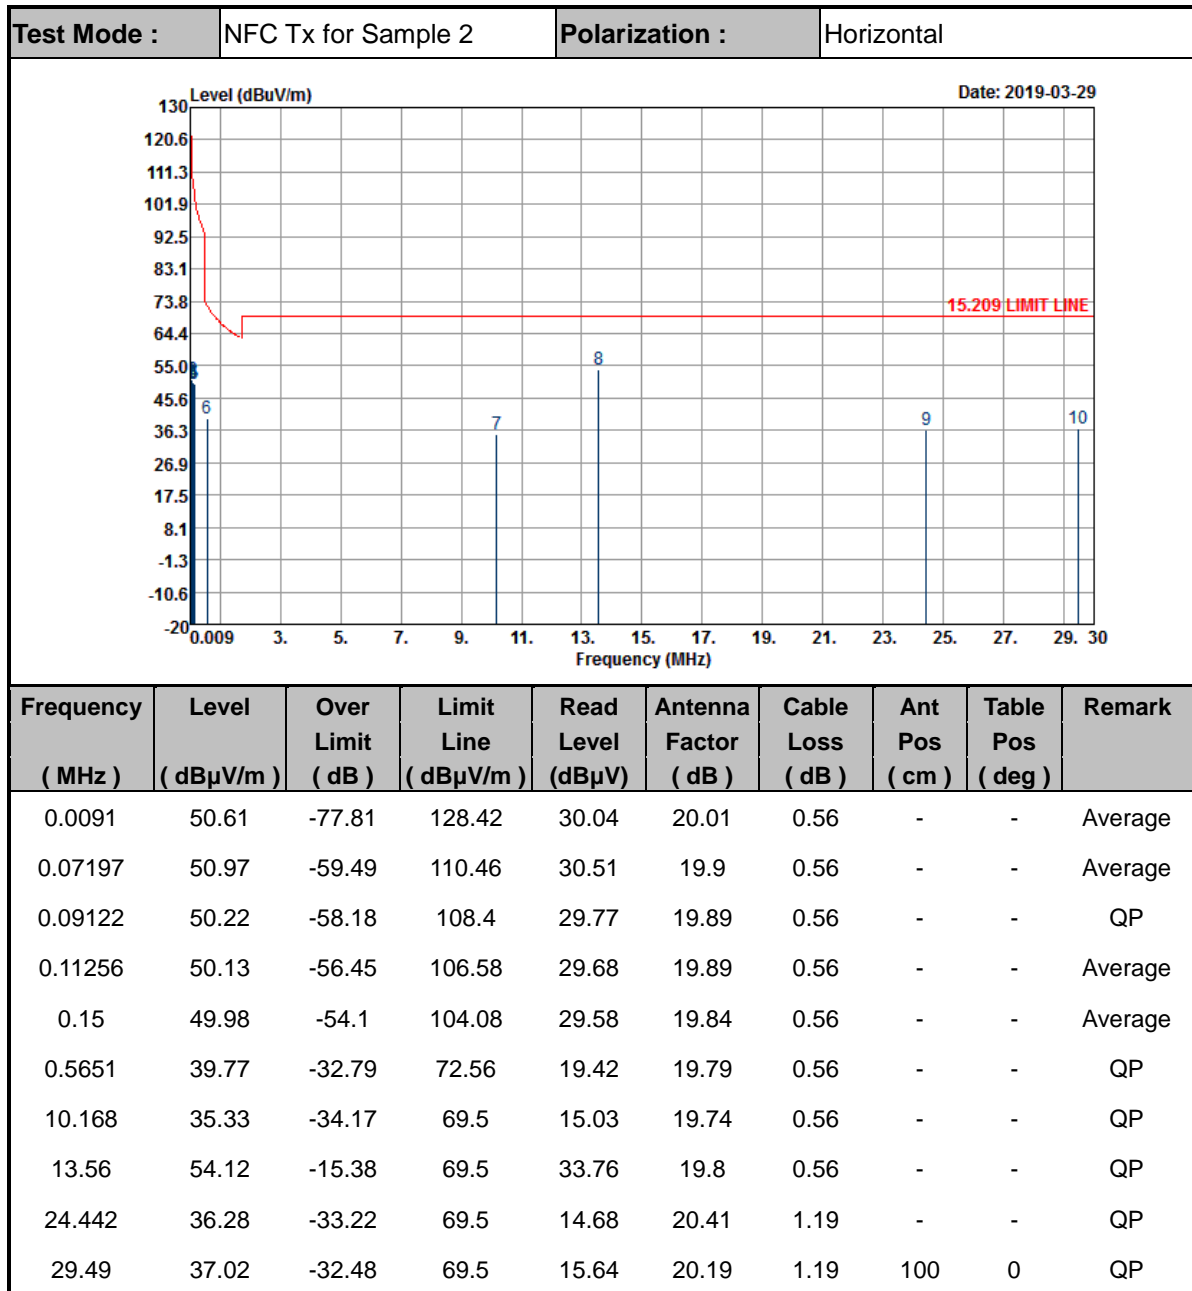 Test Mode : NFC Tx for Sample 2 Polarization : Horizontal
Level (dBuV/m) Date: 2019-03-29
130
120.6
111.3
101.9
92.5
83.1
73.8
15.209 LIMIT LINE
64.4
55.0
8
45.6
6
7
9
10
36.3
26.9
17.5
8.1
-1.3
-10.6
-20
0.009 3. 5. 7. 9. 11. 13. 15. 17. 19. 21. 23. 25. 27. 29. 30
Frequency (MHz)
Frequency Level Over Limit Read Antenna Cable Ant Table Remark
Limit Line Level Factor Loss Pos Pos
( MHz ) ( dBµV/m ) ( dB ) ( dBµV/m ) (dBµV) ( dB ) ( dB ) ( cm ) ( deg )
0.0091 50.61 -77.81 128.42 30.04 20.01 0.56 - - Average
0.07197 50.97 -59.49 110.46 30.51 19.9 0.56 - - Average
0.09122 50.22 -58.18 108.4 29.77 19.89 0.56 - - QP
0.11256 50.13 -56.45 106.58 29.68 19.89 0.56 - - Average
0.15 49.98 -54.1 104.08 29.58 19.84 0.56 - - Average
0.5651 39.77 -32.79 72.56 19.42 19.79 0.56 - - QP
10.168 35.33 -34.17 69.5 15.03 19.74 0.56 - - QP
13.56 54.12 -15.38 69.5 33.76 19.8 0.56 - - QP
24.442 36.28 -33.22 69.5 14.68 20.41 1.19 - - QP
29.49 37.02 -32.48 69.5 15.64 20.19 1.19 100 0 QP